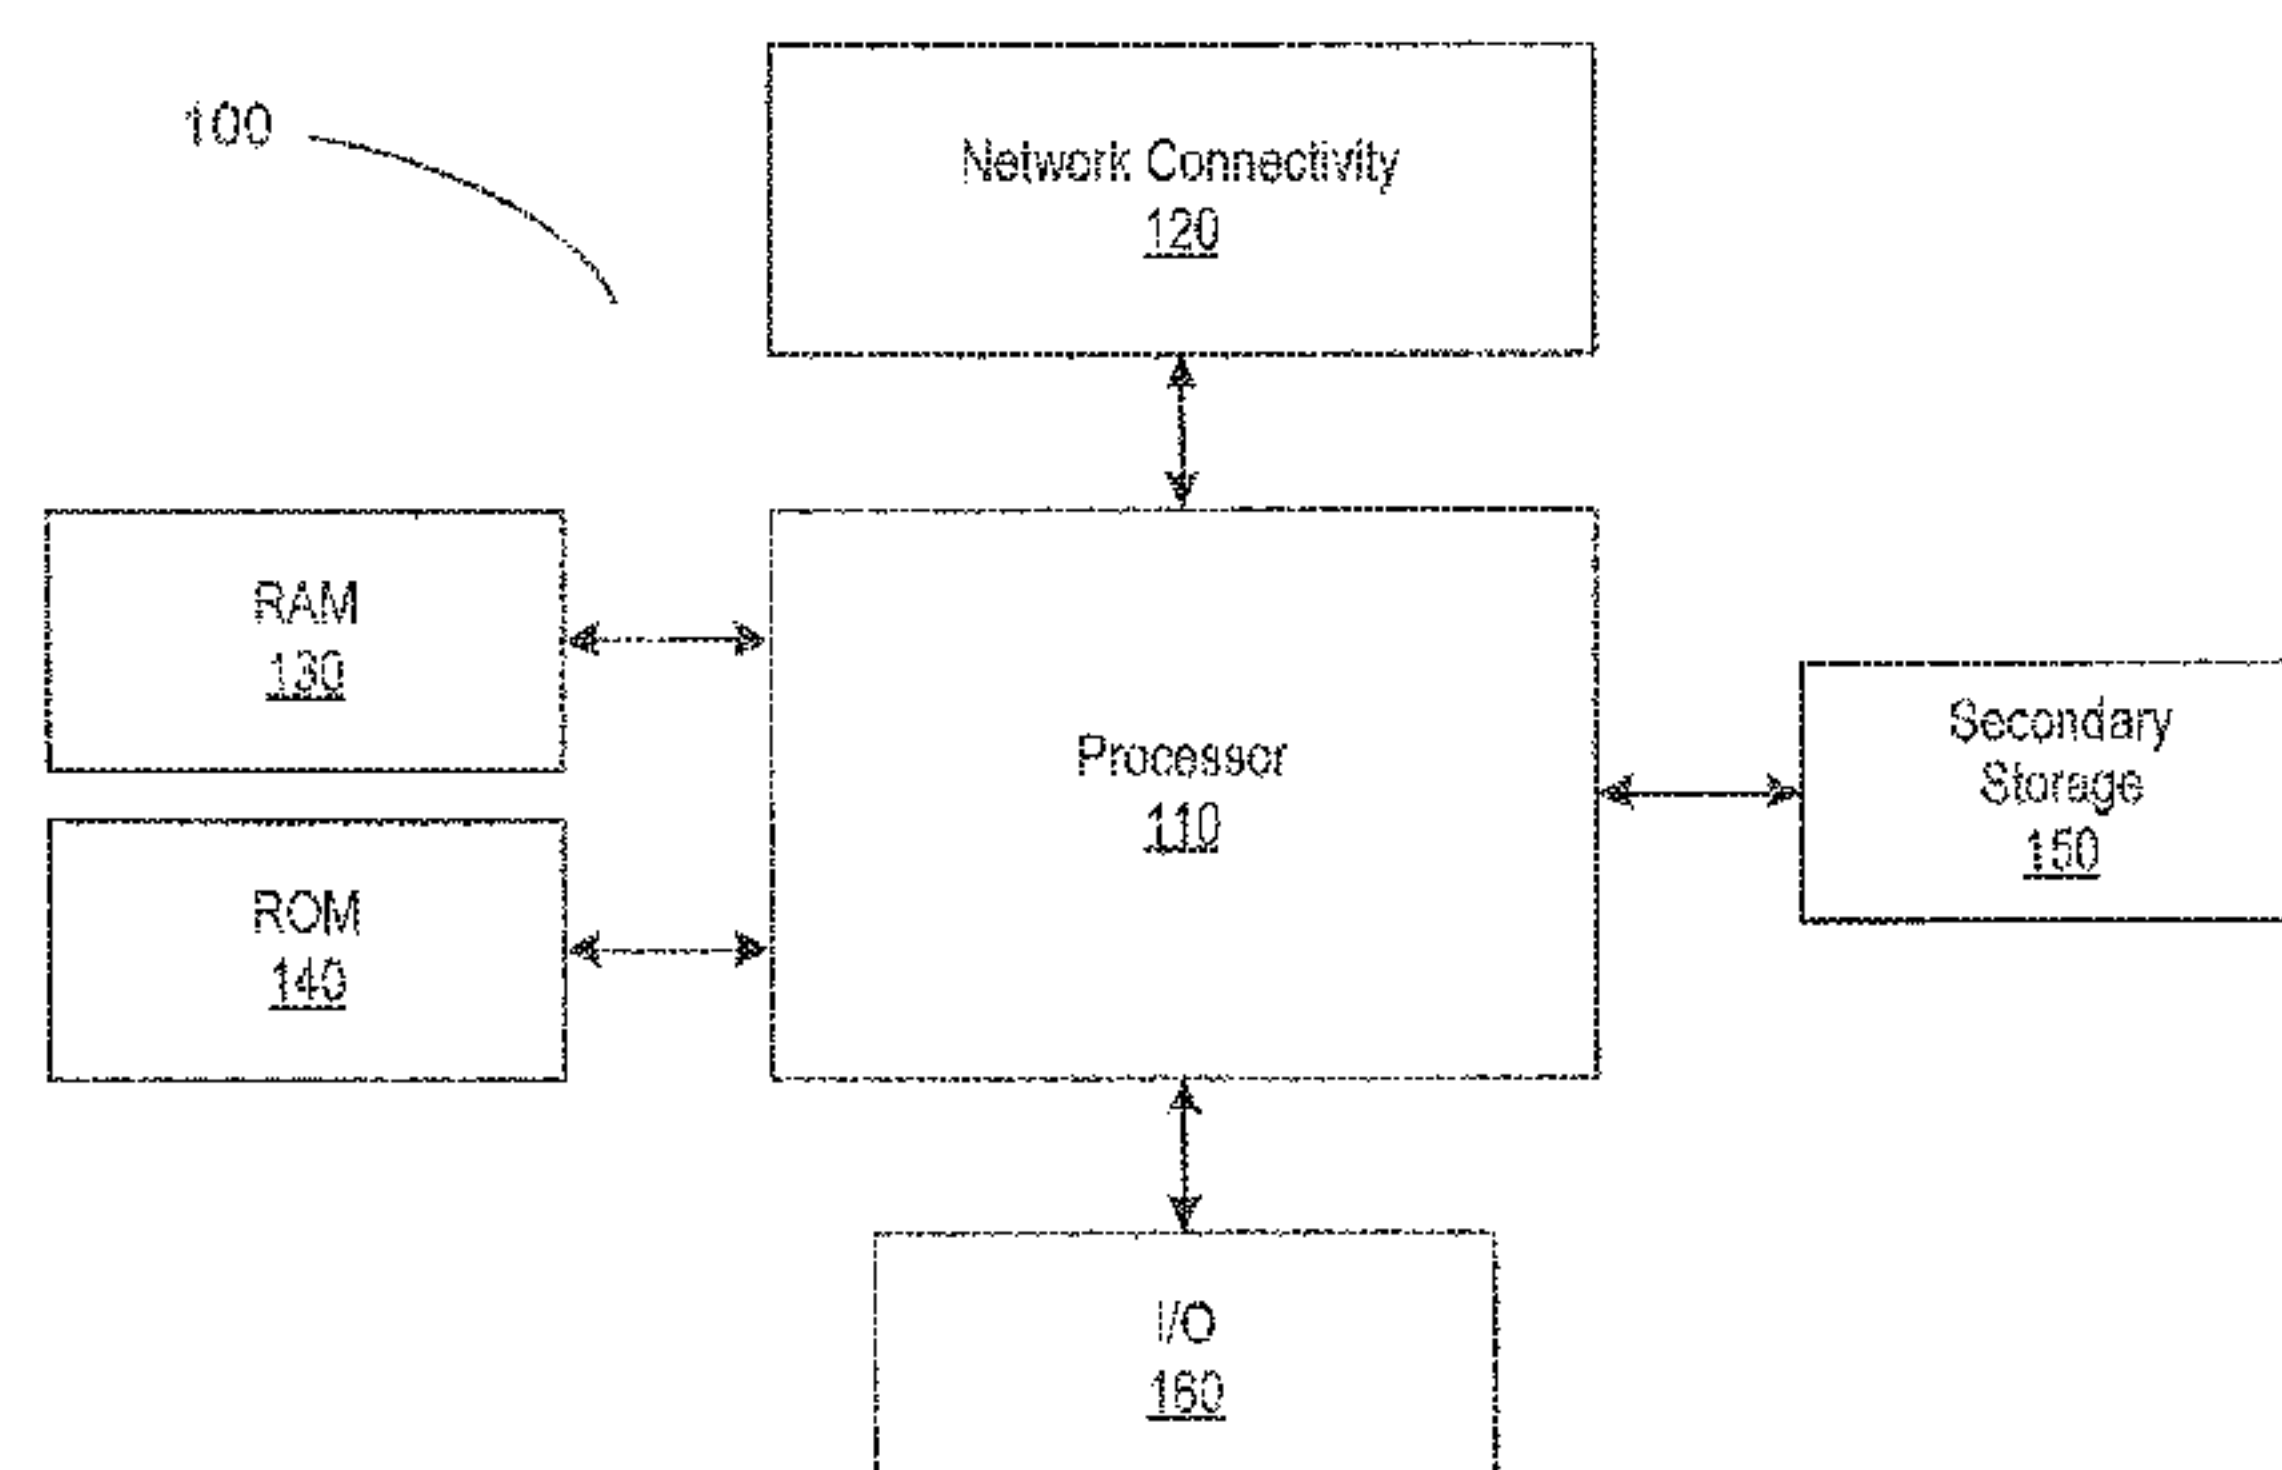 100
Network Connectivity
120
RAM
130
Processor
110
Secondary
Storage
150
ROM
140
I/O
160